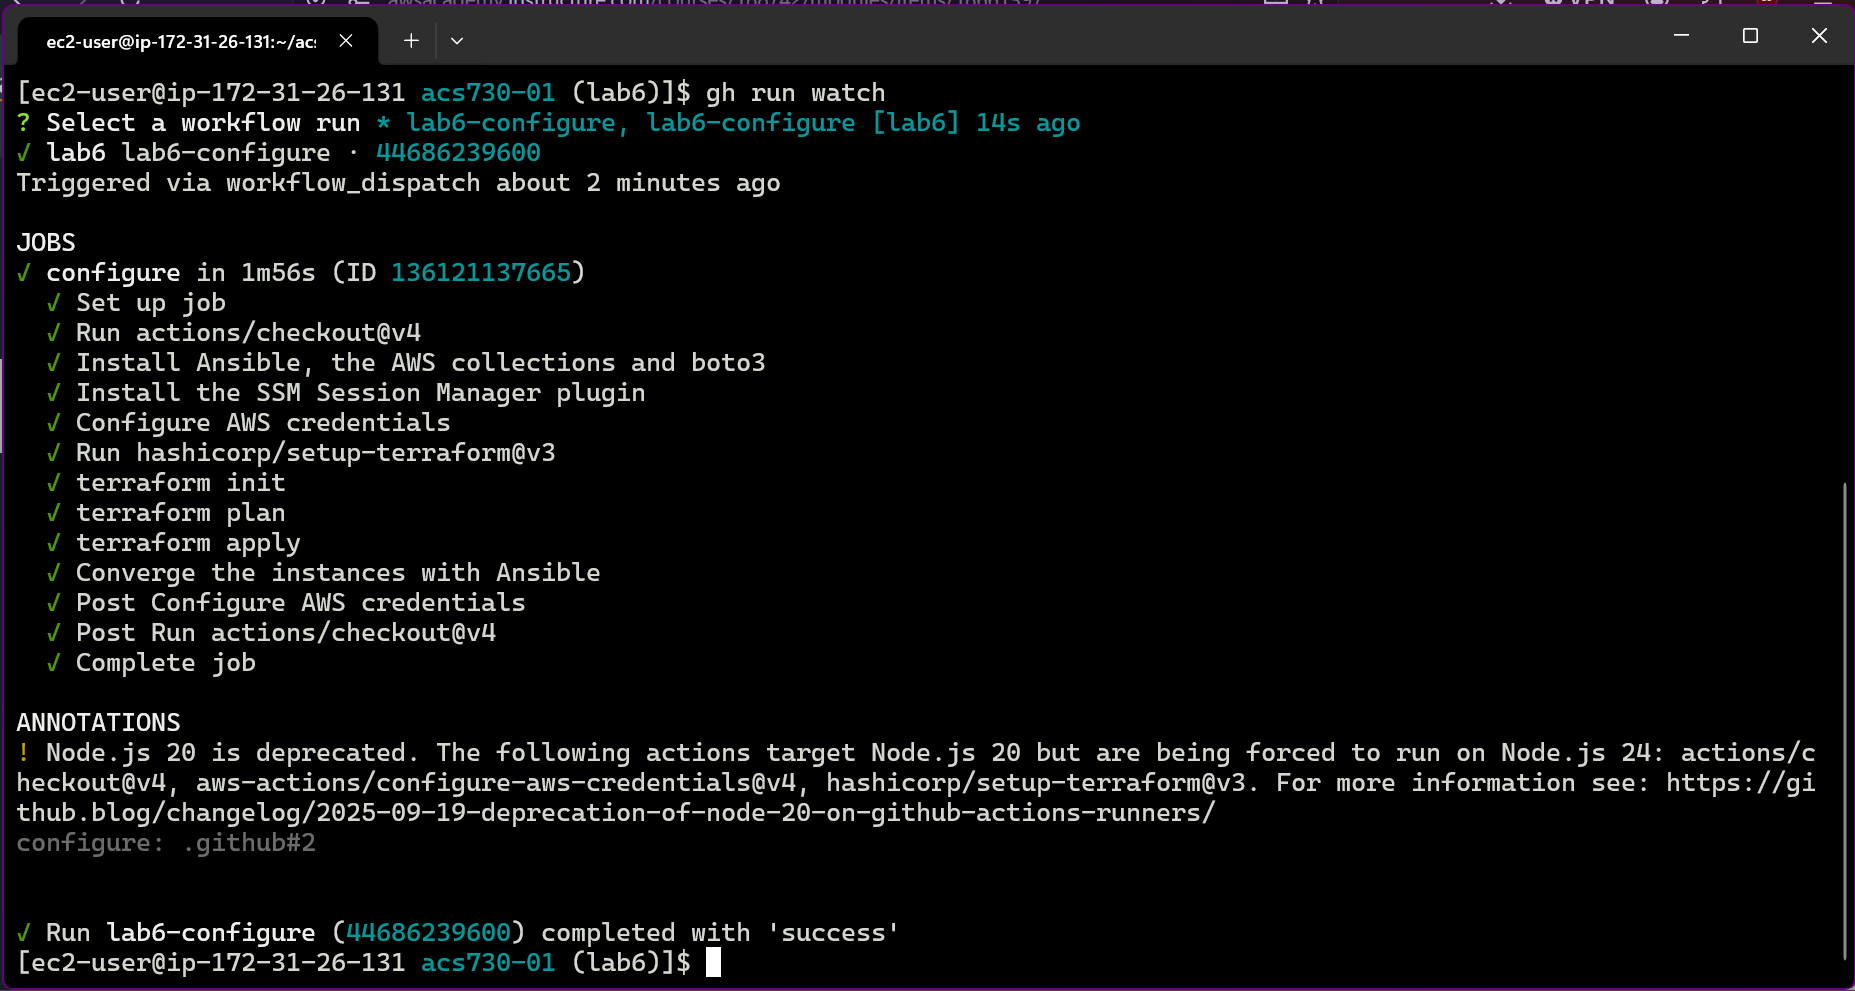 ec2-user@ip-172-31-26-131:~/acs
[ec2-user@ip-172-31-26-131 acs730-01 (lab6)]$ gh run watch
? Select a workflow run * lab6-configure, lab6-configure [lab6] 14s ago
✓ lab6 lab6-configure · 44686239600
Triggered via workflow_dispatch about 2 minutes ago
JOBS
✓ configure in 1m56s (ID 136121137665)
✓ Set up job
✓ Run actions/checkout@v4
✓ Install Ansible, the AWS collections and boto3
✓ Install the SSM Session Manager plugin
✓ Configure AWS credentials
✓ Run hashicorp/setup-terraform@v3
✓ terraform init
✓ terraform plan
✓ terraform apply
✓ Converge the instances with Ansible
✓ Post Configure AWS credentials
✓ Post Run actions/checkout@v4
✓ Complete job
ANNOTATIONS
! Node.js 20 is deprecated. The following actions target Node.js 20 but are being forced to run on Node.js 24: actions/c
heckout@v4, aws-actions/configure-aws-credentials@v4, hashicorp/setup-terraform@v3. For more information see: https://gi
thub.blog/changelog/2025-09-19-deprecation-of-node-20-on-github-actions-runners/
configure: .github#2
✓ Run lab6-configure (44686239600) completed with 'success'
[ec2-user@ip-172-31-26-131 acs730-01 (lab6)]$